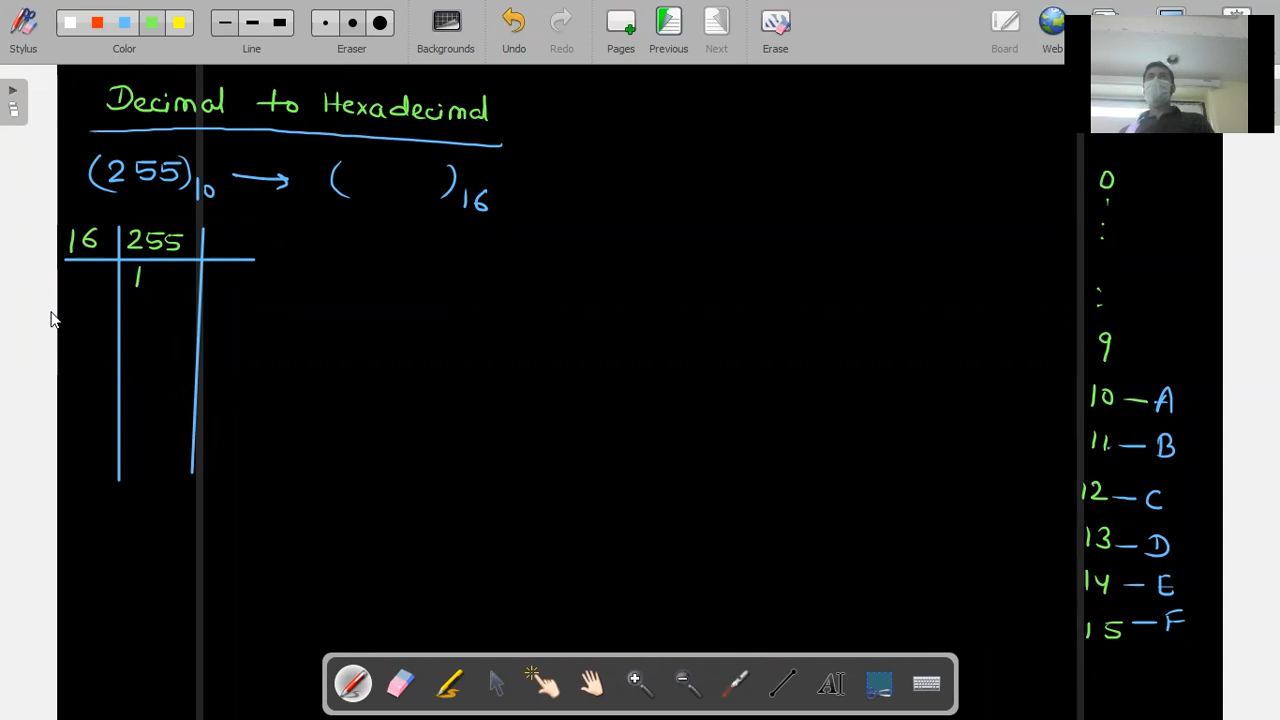 Stylus
Color
Line
Eraser
Backgrounds
Undo
Redo
Pages
Previous
Next
Erase
Board
Web
Decimal to Hexadecimal
(255)10 → ( )16
16 255
1
0
9
10 — A
11 — B
12 — C
13 — D
14 — E
15 — F
AI